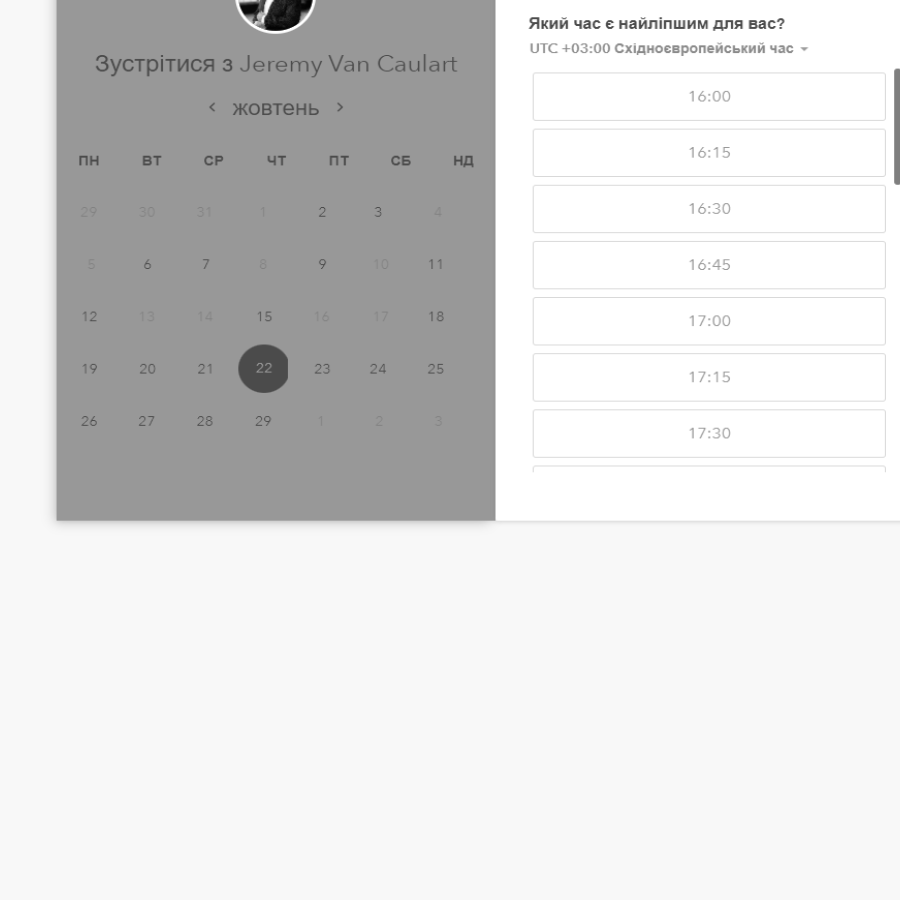 Зустрітися з Jeremy Van Caulart
жовтень
ПН ВТ СР ЧТ ПТ СБ НД
29 30 31 1 2 3 4
5 6 7 8 9 10 11
12 13 14 15 16 17 18
19 20 21 22 23 24 25
26 27 28 29 1 2 3
Який час є найліпшим для вас?
UTC +03:00 Східноєвропейський час
16:00
16:15
16:30
16:45
17:00
17:15
17:30